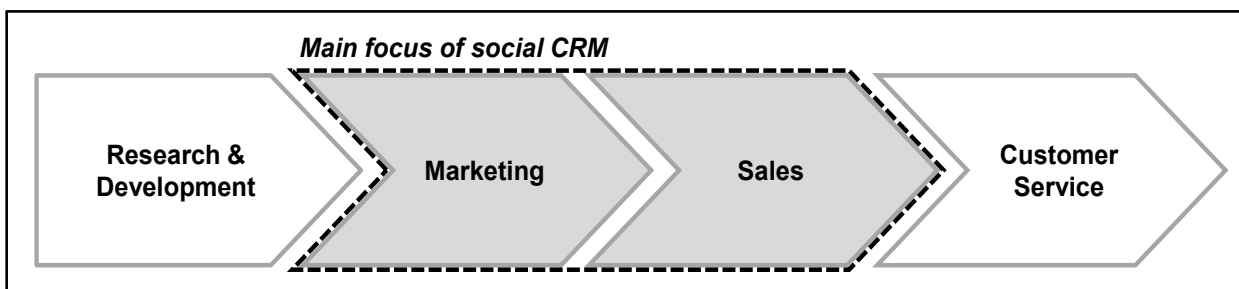 Main focus of social CRM
Research &
Development
Marketing
Sales
Customer
Service